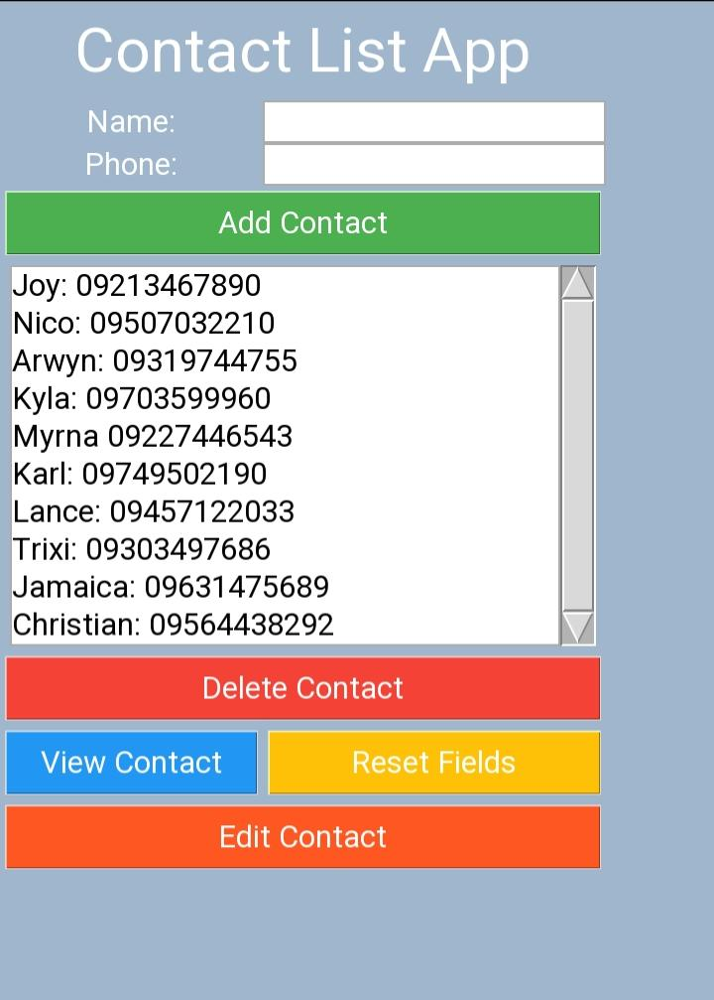 Contact List App
Name:
Phone:
Add Contact
Joy: 09213467890
Nico: 09507032210
Arwyn: 09319744755
Kyla: 09703599960
Myrna 09227446543
Karl: 09749502190
Lance: 09457122033
Trixi: 09303497686
Jamaica: 09631475689
Christian: 09564438292
Delete Contact
View Contact Reset Fields
Edit Contact